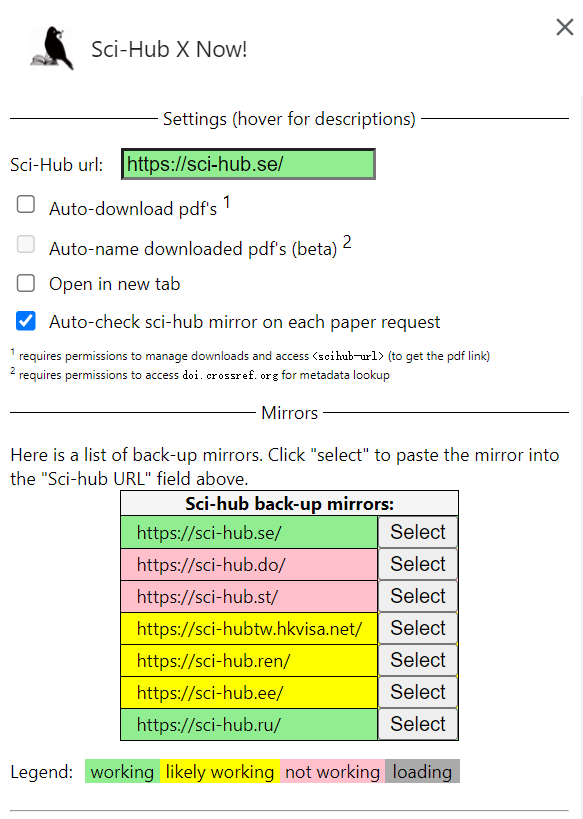 Sci-Hub X Now!
Settings (hover for descriptions)
Sci-Hub url: https://sci-hub.se/
Auto-download pdf's 1
Auto-name downloaded pdf's (beta) 2
Open in new tab
Auto-check sci-hub mirror on each paper request
1 requires permissions to manage downloads and access <scihub-url> (to get the pdf link)
2 requires permissions to access doi.crossref.org for metadata lookup
Mirrors
Here is a list of back-up mirrors. Click "select" to paste the mirror into
the "Sci-hub URL" field above.
Sci-hub back-up mirrors:
https://sci-hub.se/ Select
https://sci-hub.do/ Select
https://sci-hub.st/ Select
https://sci-hubtw.hkvisa.net/ Select
https://sci-hub.ren/ Select
https://sci-hub.ee/ Select
https://sci-hub.ru/ Select
Legend: working likely working not working loading